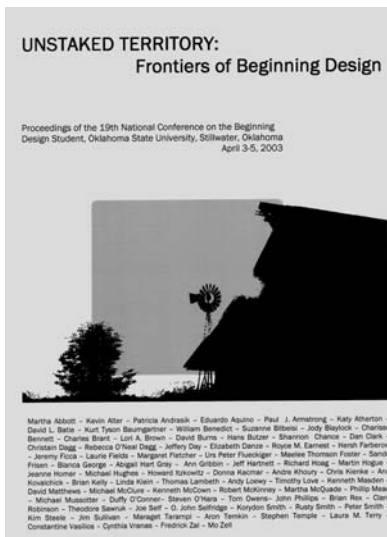 UNSTAKED TERRITORY:
Frontiers of Beginning Design
Proceedings of the 19th National Conference on the Beginning
Design Student, Oklahoma State University, Stillwater, Oklahoma
April 3-5, 2003
Martha Abbott – Kevin Alter – Patricia Andrasik – Eduardo Aquino – Paul J. Armstrong – Katy Atherton –
David L. Batie – Kurt Tyson Baumgartner – William Benedict – Suzanne Bilbeisi – Jody Blaylock – Charisse
Bennett – Charles Brant – Lori A. Brown – David Burns – Hans Butzer – Shannon Chance – Dan Clark –
Christain Dagg – Rebecca O'Neal Dagg – Jeffery Day – Elizabeth Danze – Royce M. Earnest – Hersh Farberow
– Jeremy Ficca – Laurie Fields – Margaret Fletcher – Urs Peter Flueckiger – Maelee Thomson Foster –
Frisen – Bianca George – Abigail Hart Gray – Ann Gribbin – Jeff Hartnett – Richard Hoag – Martin Hogue –
Jeanne Homer – Michael Hughes – Howard Itzkowitz – Donna Kacmar – Andre Khoury – Chris Kienke –
Kovalchick – Brian Kelly – Linda Klein – Thomas Lambeth – Andy Loewy – Timothy Love – Kenneth Masden –
David Matthews – Michael McClure – Kenneth McCown – Robert McKinney – Martha McQuade – Phillip
– Michael Mussotter – Duffy O'Conner– Steven O'Hara – Tom Owens– John Phillips – Brian Rex –
Robinson – Theodore Sawruk – Joe Self – O. John Selfridge – Korydon Smith – Rusty Smith – Peter Smith –
Kim Steele – Jim Sullivan – Maraget Tarampi – Aron Temkin – Stephen Temple – Laura M. Terry –
Constantine Vasilios – Cynthia Vranas – Fredrick Zal – Mo Zell